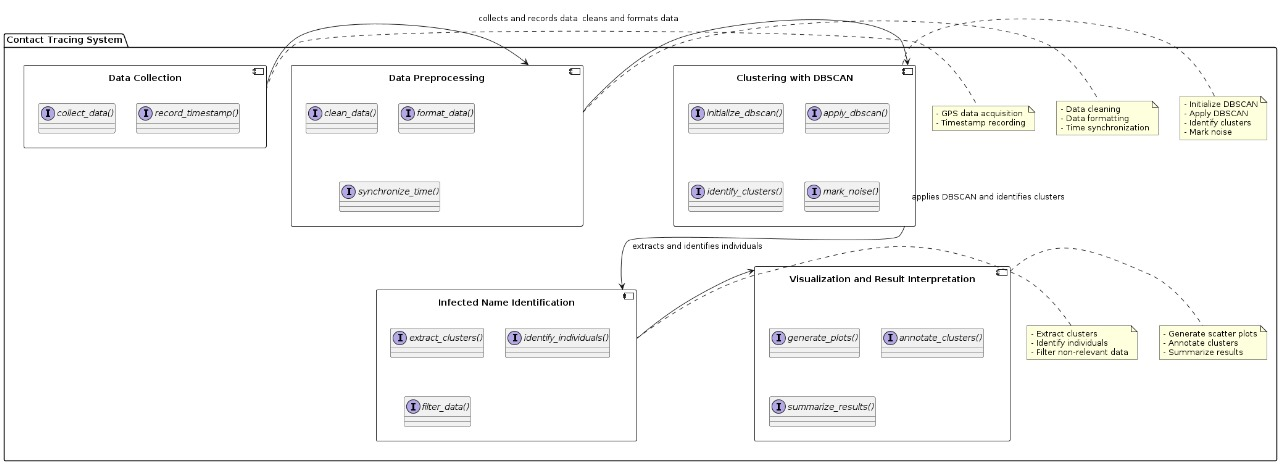 collects and records data cleans and formats data
Contact Tracing System
Data Collection
I collect_data()
I record_timestamp()
Data Preprocessing
I clean_data()
I format_data()
I synchronize_time()
Clustering with DBSCAN
I initialize_dbscan()
I apply_dbscan()
I identify_clusters()
I mark_noise()
- GPS data acquisition
- Timestamp recording
- Data cleaning
- Data formatting
- Time synchronization
- Initialize DBSCAN
- Apply DBSCAN
- Identify clusters
- Mark noise
applies DBSCAN and identifies clusters
extracts and identifies individuals
Infected Name Identification
I extract_clusters()
I identify_individuals()
I filter_data()
Visualization and Result Interpretation
I generate_plots()
I annotate_clusters()
I summarize_results()
- Extract clusters
- Identify individuals
- Filter non-relevant data
- Generate scatter plots
- Annotate clusters
- Summarize results